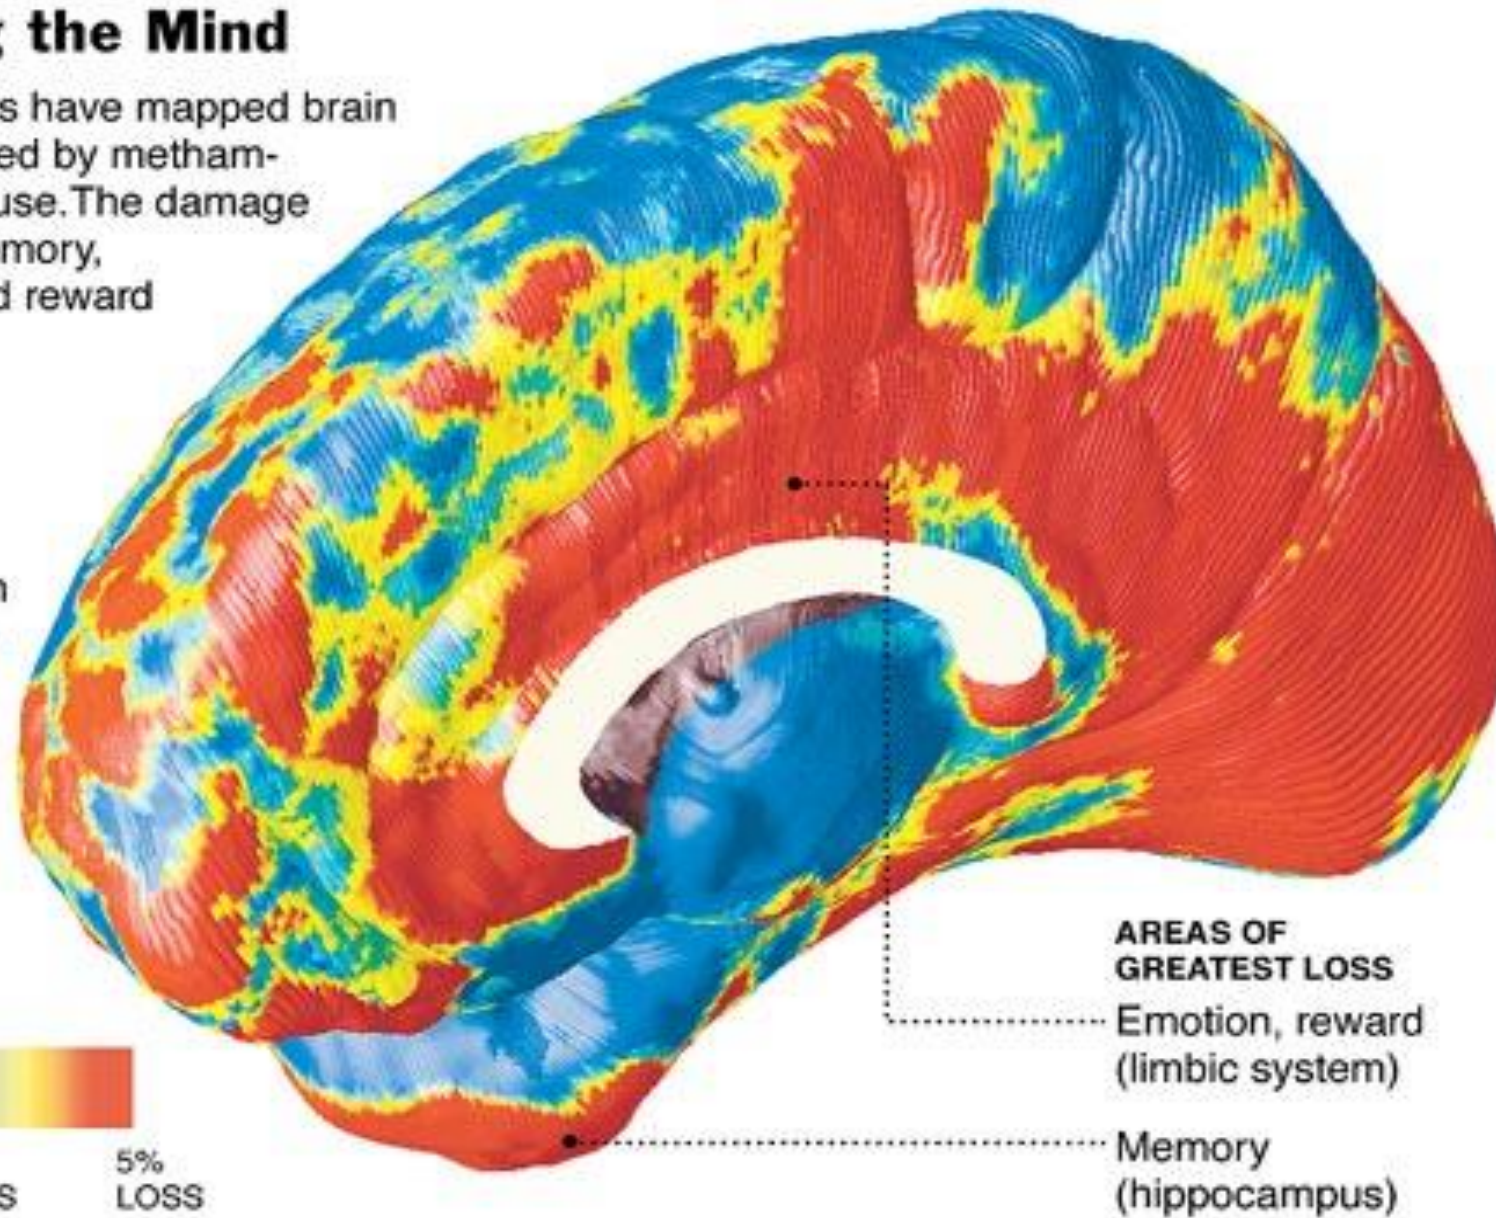 the Mind
s have mapped brain
ed by metham-
use. The damage
mory,
d reward
n
AREAS OF
GREATEST LOSS
Emotion, reward
(limbic system)
Memory
(hippocampus)
5%
S LOSS